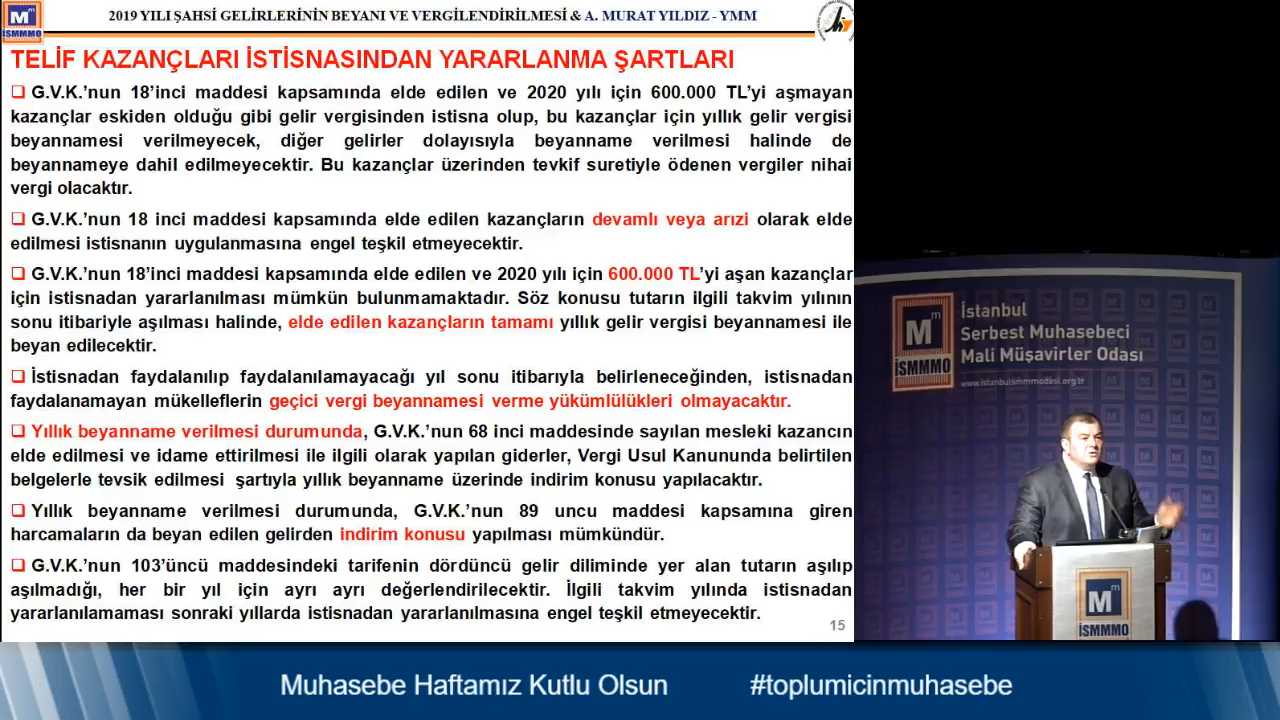 2019 YILI ŞAHSİ GELİRLERİNİN BEYANI VE VERGİLENDİRİLMESİ & A. MURAT YILDIZ - YMM
Mm
İSMMMO
TELİF KAZANÇLARI İSTİSNASINDAN YARARLANMA ŞARTLARI
❑ G.V.K.’nun 18’inci maddesi kapsamında elde edilen ve 2020 yılı için 600.000 TL’yi aşmayan
kazançlar eskiden olduğu gibi gelir vergisinden istisna olup, bu kazançlar için yıllık gelir vergisi
beyannamesi verilmeyecek, diğer gelirler dolayısıyla beyanname verilmesi halinde de
beyannameye dahil edilmeyecektir. Bu kazançlar üzerinden tevkif suretiyle ödenen vergiler nihai
vergi olacaktır.
❑ G.V.K.’nun 18 inci maddesi kapsamında elde edilen kazançların devamlı veya arızi olarak elde
edilmesi istisnanın uygulanmasına engel teşkil etmeyecektir.
❑ G.V.K.’nun 18’inci maddesi kapsamında elde edilen ve 2020 yılı için 600.000 TL’yi aşan kazançlar
için istisnadan yararlanılması mümkün bulunmamaktadır. Söz konusu tutarın ilgili takvim yılının
sonu itibariyle aşılması halinde, elde edilen kazançların tamamı yıllık gelir vergisi beyannamesi ile
beyan edilecektir.
❑ İstisnadan faydalanılıp faydalanılamayacağı yıl sonu itibarıyla belirleneceğinden, istisnadan
faydalanamayan mükelleflerin geçici vergi beyannamesi verme yükümlülükleri olmayacaktır.
❑ Yıllık beyanname verilmesi durumunda, G.V.K.’nun 68 inci maddesinde sayılan mesleki kazancın
elde edilmesi ve idame ettirilmesi ile ilgili olarak yapılan giderler, Vergi Usul Kanununda belirtilen
belgelerle tevsik edilmesi şartıyla yıllık beyanname üzerinde indirim konusu yapılacaktır.
❑ Yıllık beyanname verilmesi durumunda, G.V.K.’nun 89 uncu maddesi kapsamına giren
harcamaların da beyan edilen gelirden indirim konusu yapılması mümkündür.
❑ G.V.K.’nun 103’üncü maddesindeki tarifenin dördüncü gelir diliminde yer alan tutarın aşılıp
aşılmadığı, her bir yıl için ayrı ayrı değerlendirilecektir. İlgili takvim yılında istisnadan
yararlanılamaması sonraki yıllarda istisnadan yararlanılmasına engel teşkil etmeyecektir.
15
Mm
İSMMMO
İstanbul
Serbest Muhasebeci
Mali Müşavirler Odası
www.istanbulsmmmodasi.org.tr
Mm
İSMMMO
Muhasebe Haftamız Kutlu Olsun
#toplumicinmuhasebe